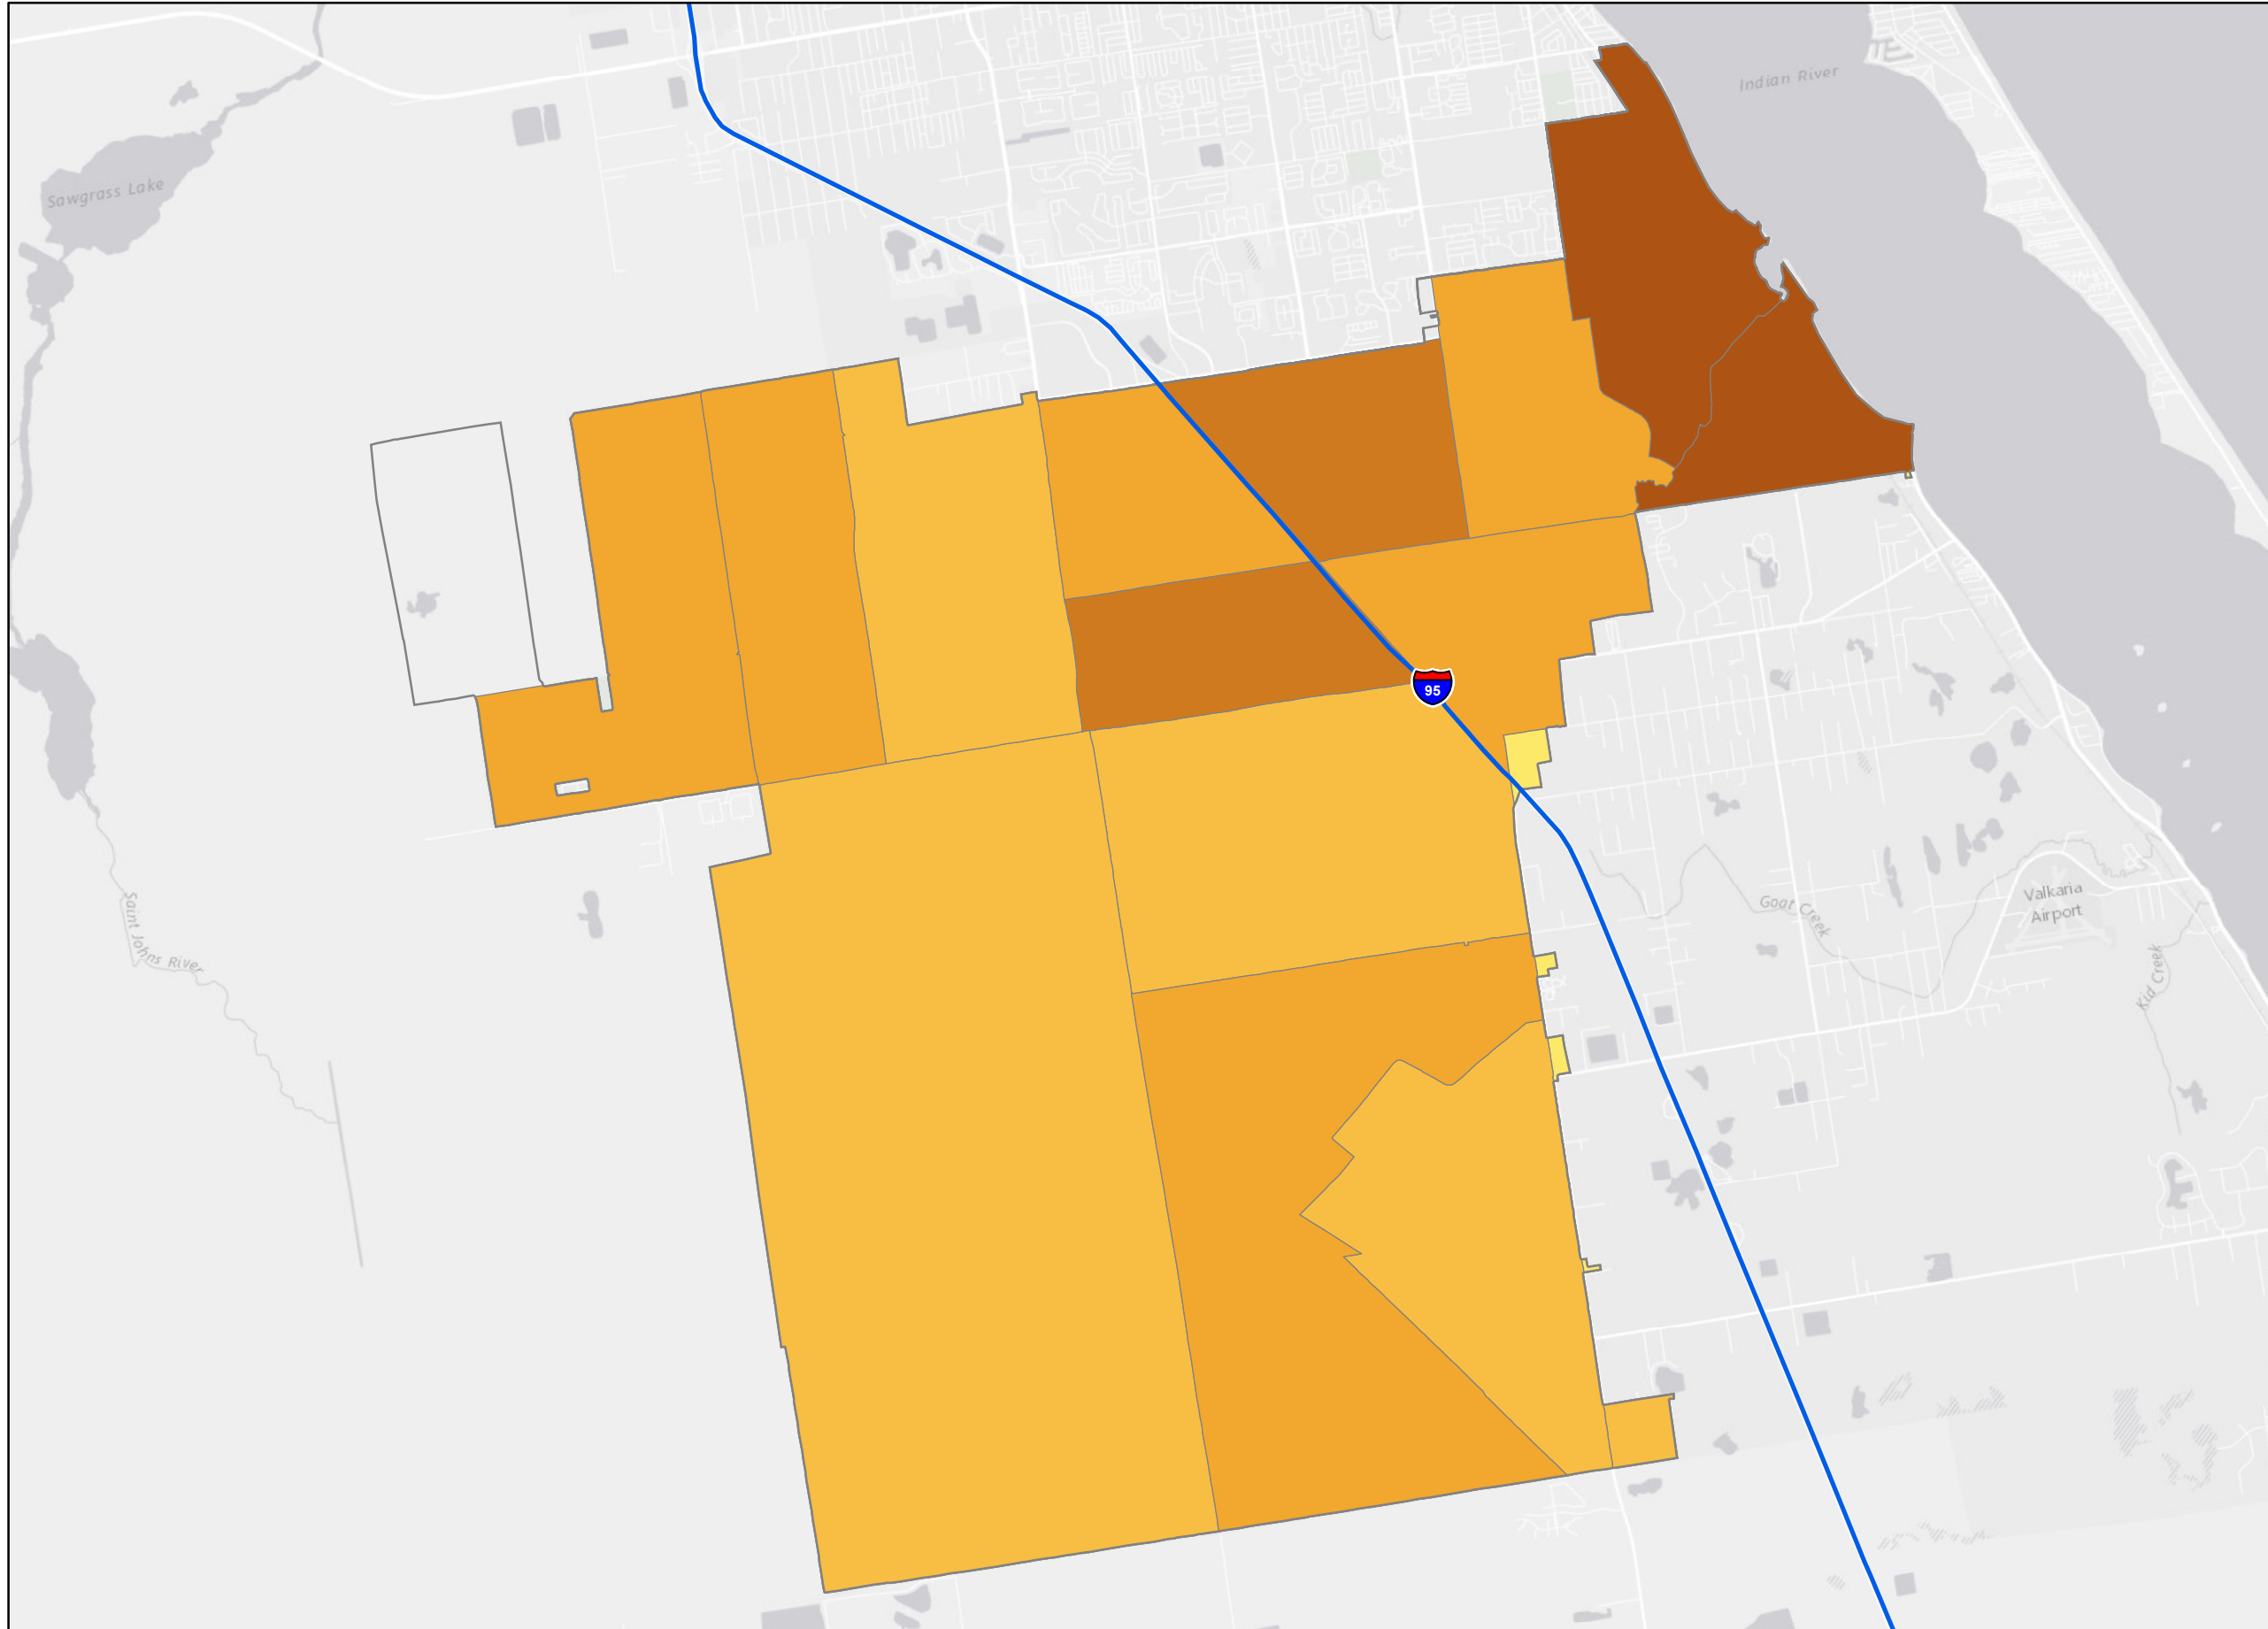 Indian River
Sawgrass Lake
95
Valkaria
Airport
Goat Creek
Saint Johns River
Kid Creek